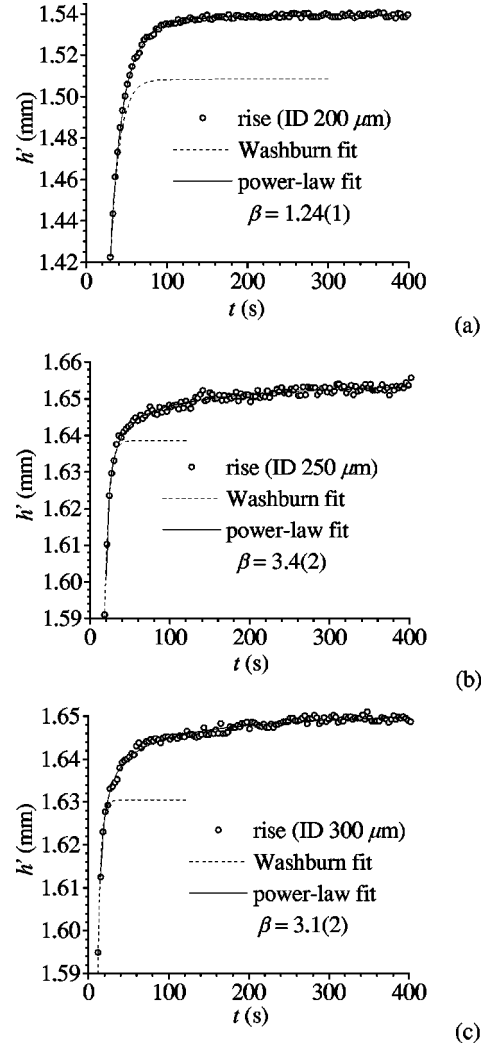 1.54
1.52
1.50
1.48
1.46
1.44
1.42
h' (mm)
rise (ID 200 μm)
Washburn fit
power-law fit
β = 1.24(1)
0 100 200 300 400
t (s)
(a)
1.66
1.65
1.64
1.63
1.61
1.60
1.59
h' (mm)
rise (ID 250 μm)
Washburn fit
power-law fit
β = 3.4(2)
0 100 200 300 400
t (s)
(b)
1.65
1.64
1.63
1.61
1.60
1.59
h' (mm)
rise (ID 300 μm)
Washburn fit
power-law fit
β = 3.1(2)
0 100 200 300 400
t (s)
(c)